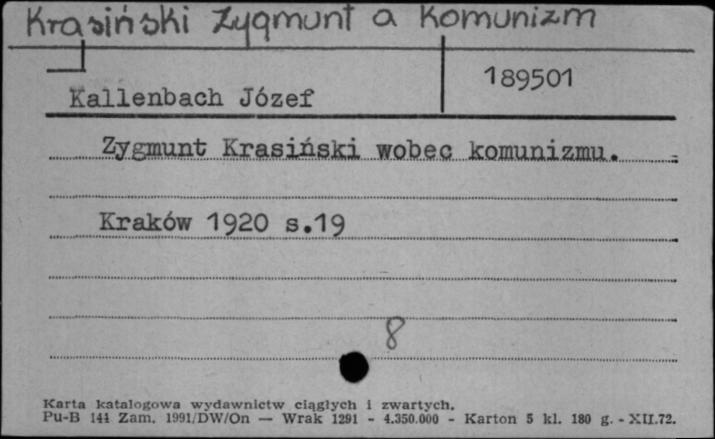 Krasiński Zygmunt a Komunizm
189501
Kallenbach Józef
Zygmunt Krasiński wobec komunizmu.
Kraków 1920 s.19
8
Karta katalogowa wydawnictw ciągłych i zwartych.
Pu-B 144 Zam. 1991/DW/On — Wrak 1291 - 4.350.000 - Karton 5 kl. 180 g. - XII.72.